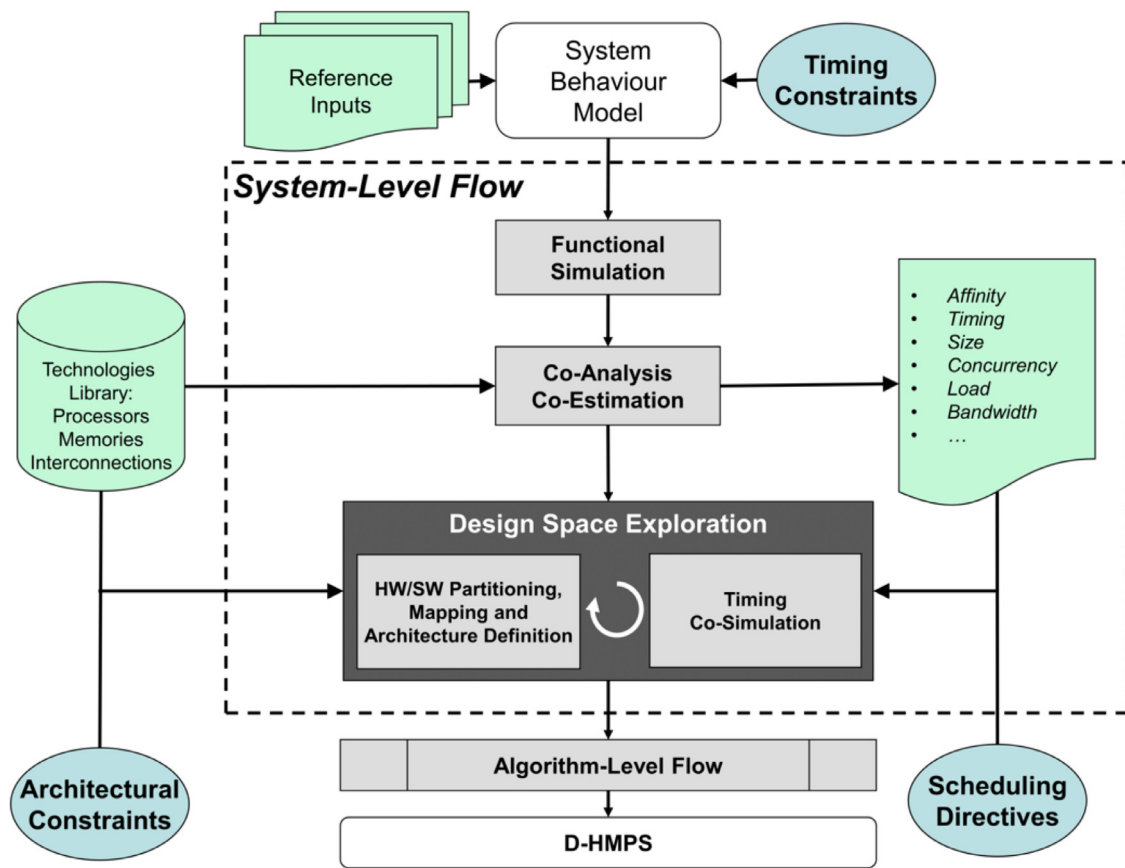 Reference
Inputs
System
Behaviour
Model
Timing
Constraints
System-Level Flow
Functional
Simulation
• Affinity
• Timing
• Size
• Concurrency
• Load
• Bandwidth
• …
Technologies
Library:
Processors
Memories
Interconnections
Co-Analysis
Co-Estimation
Design Space Exploration
HW/SW Partitioning,
Mapping and
Architecture Definition
Timing
Co-Simulation
Architectural
Constraints
Algorithm-Level Flow
Scheduling
Directives
D-HMPS